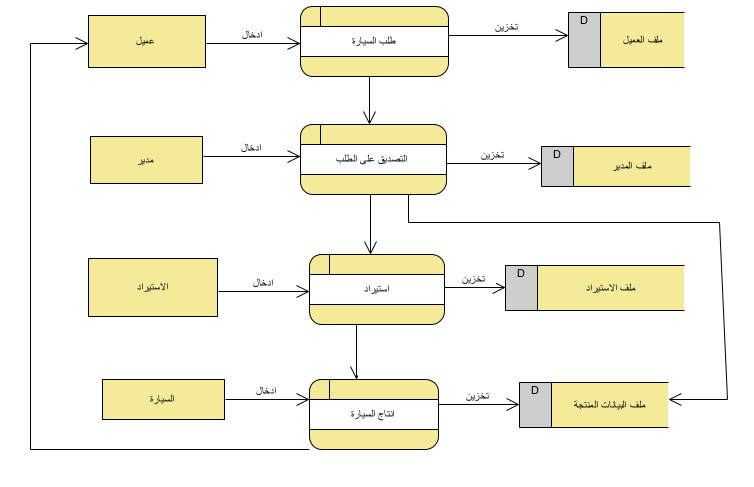 عميل
ادخال
طلب السيارة
تخزين
D
ملف العميل
مدير
ادخال
التصديق على الطلب
تخزين
D
ملف المدير
الاستيراد
ادخال
استيراد
تخزين
D
ملف الاستيراد
السيارة
ادخال
انتاج السيارة
تخزين
D
ملف البيانات المنتجة